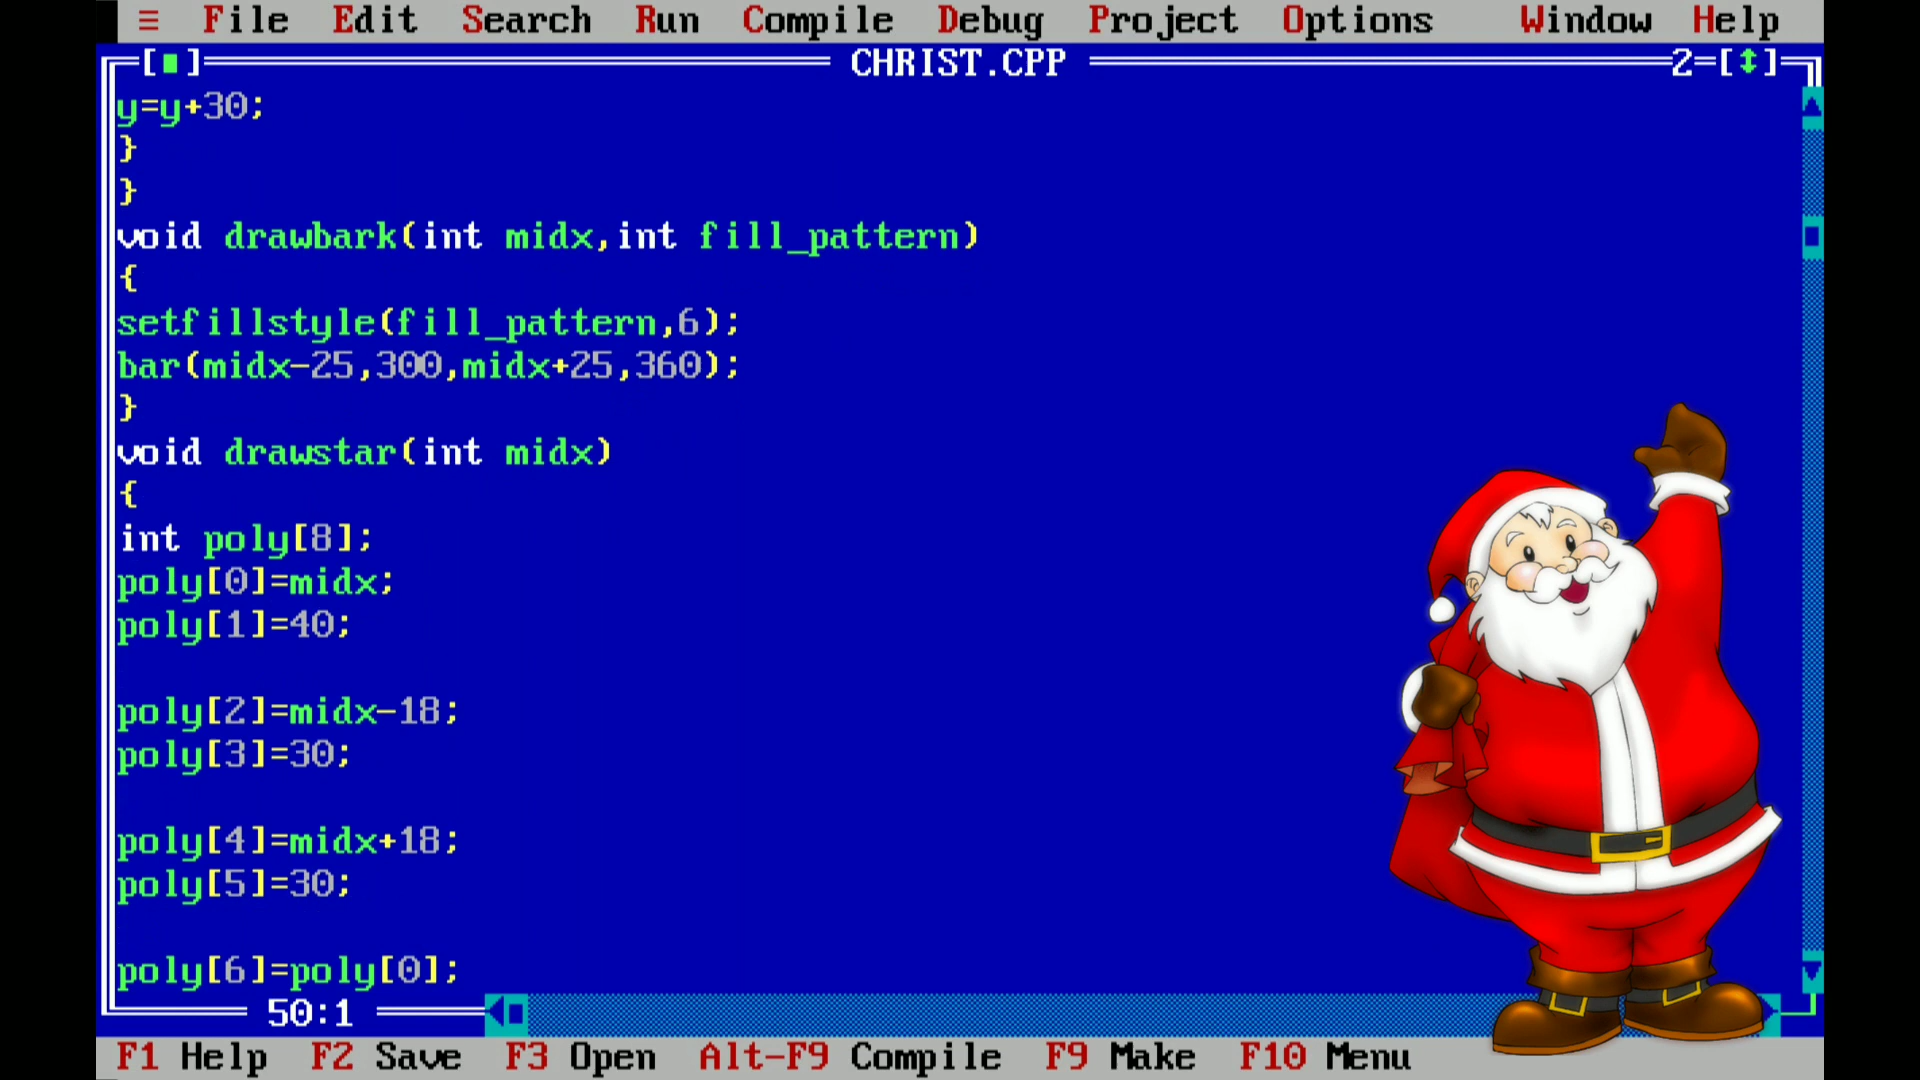 ≡ File Edit Search Run Compile Debug Project Options Window Help
[■] CHRIST.CPP 2=[↕]
y=y+30;
}
}
void drawbark(int midx,int fill_pattern)
{
setfillstyle(fill_pattern,6);
bar(midx-25,300,midx+25,360);
}
void drawstar(int midx)
{
int poly[8];
poly[0]=midx;
poly[1]=40;
poly[2]=midx-18;
poly[3]=30;
poly[4]=midx+18;
poly[5]=30;
poly[6]=poly[0];
50:1
F1 Help F2 Save F3 Open Alt-F9 Compile F9 Make F10 Menu